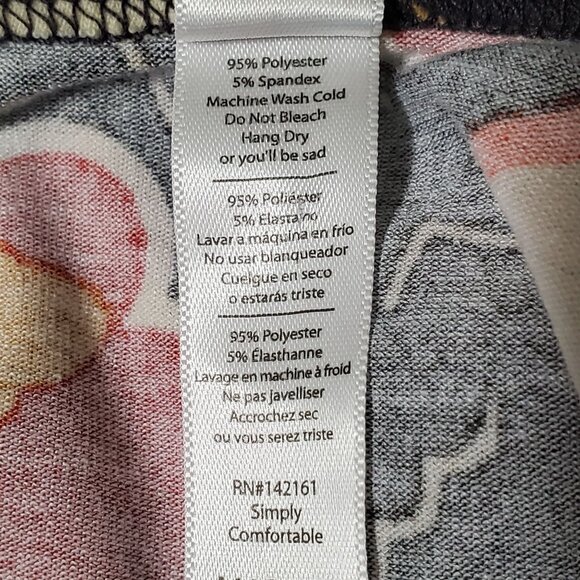 95% Polyester
5% Spandex
Machine Wash Cold
Do Not Bleach
Hang Dry
or you'll be sad
95% Poliéster
5% Elastano
Lavar a máquina en frio
No usar blanqueador
Cuelgue en seco
o estarás triste
95% Polyester
5% Élasthanne
Lavage en machine à froid
Ne pas Javelliser
Accrochez sec
ou vous serez triste
RN#142161
Simply
Comfortable